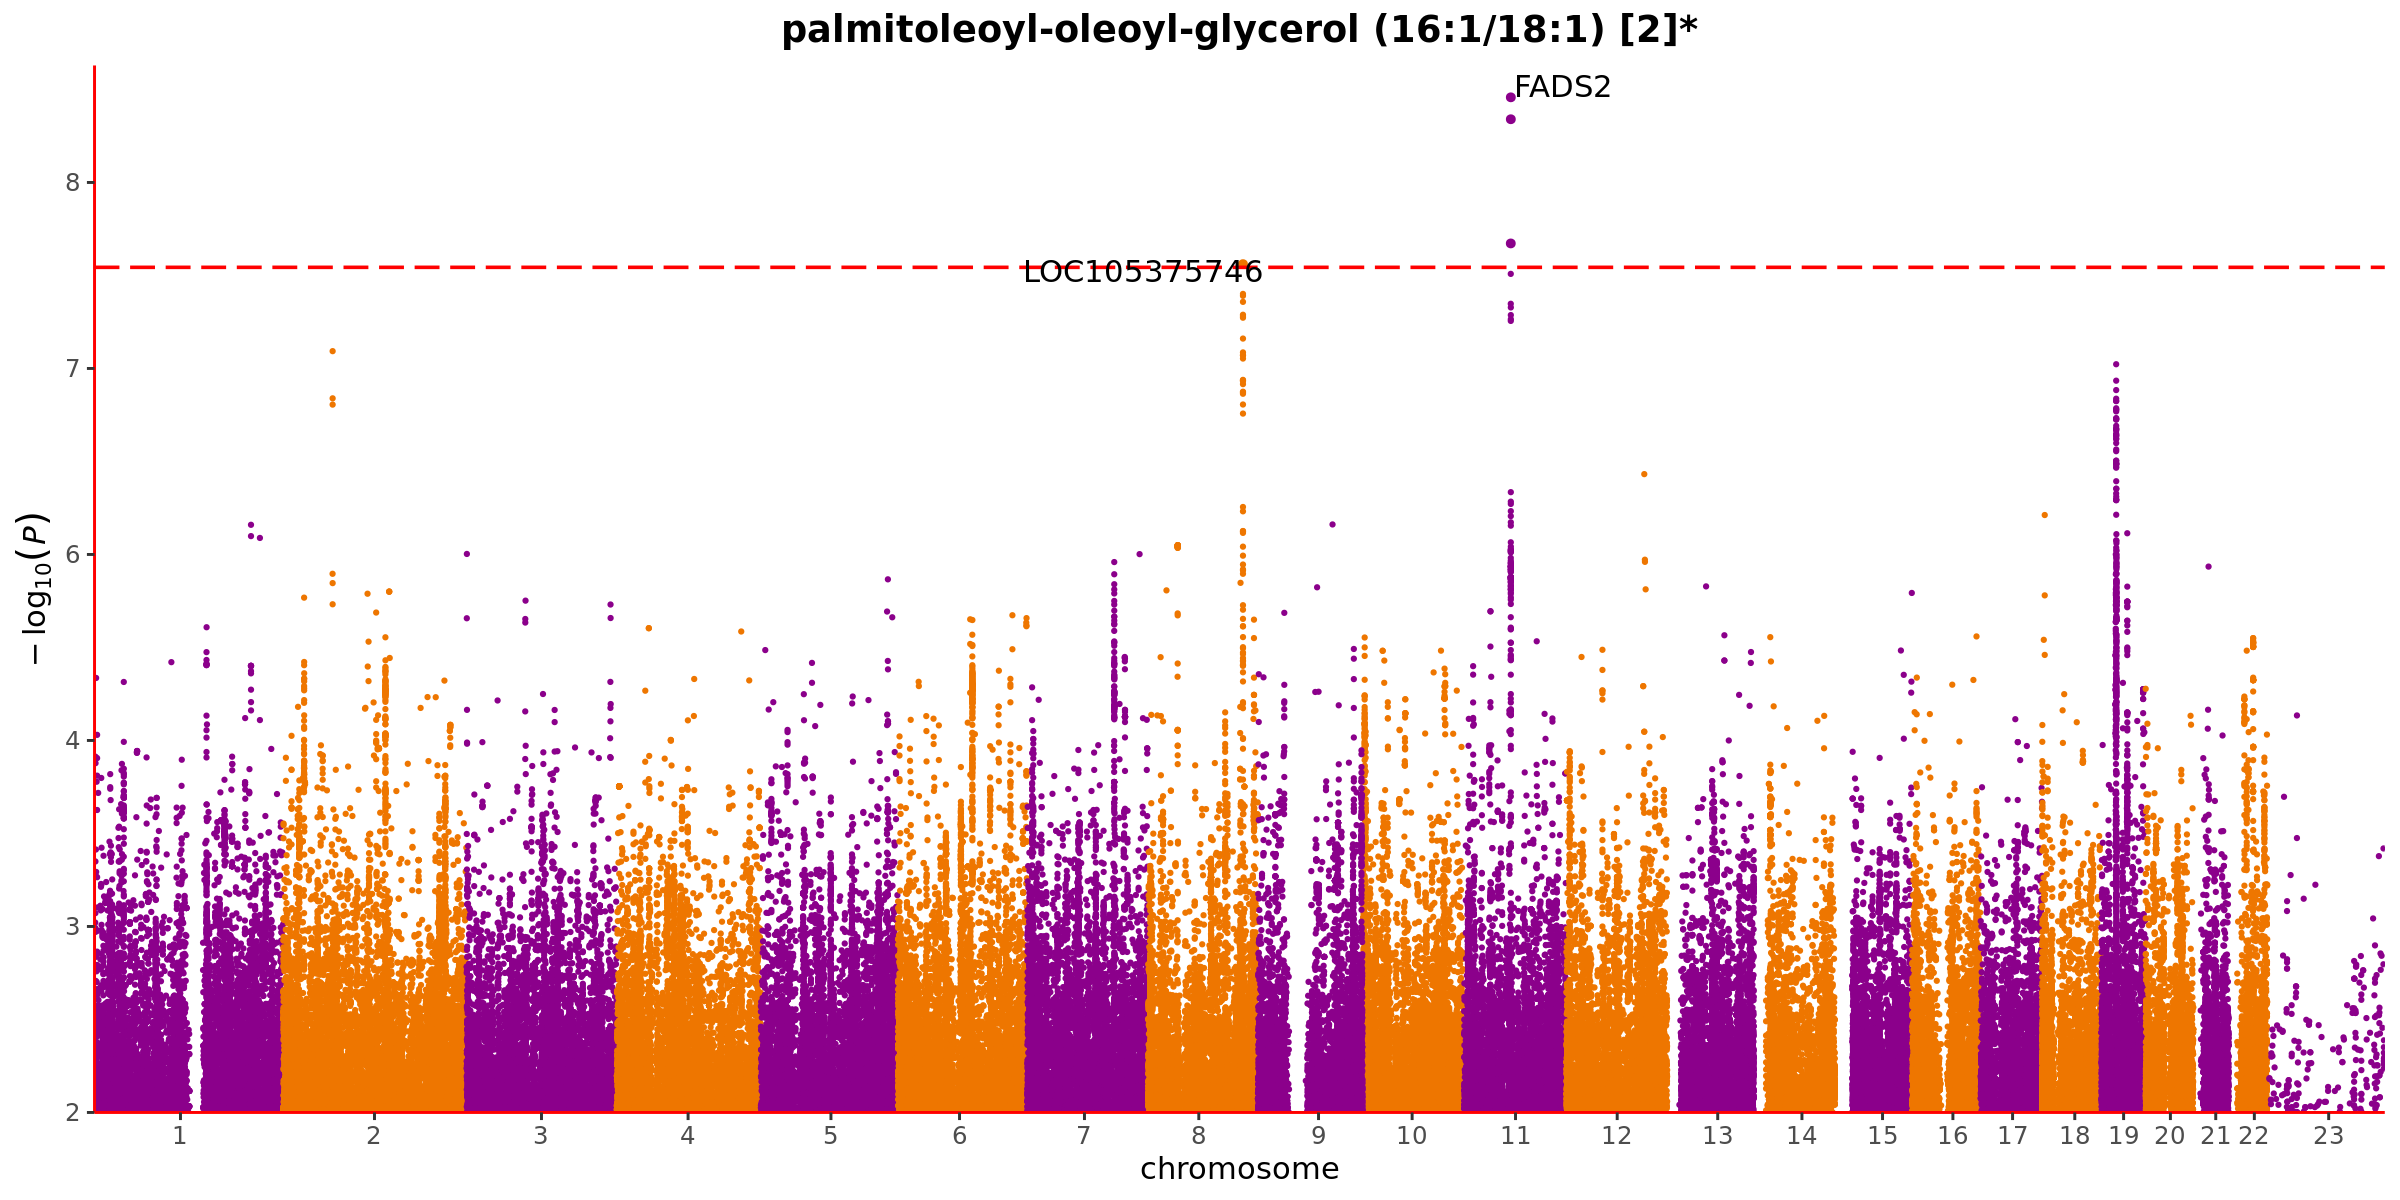 palmitoleoyl-oleoyl-glycerol (16:1/18:1) [2]*
FADS2
8
LOC105375746
7
6
4
3
2
− log₁₀(P)
1 2 3 4 5 6 7 8 9 10 11 12 13 14 15 16 17 18 19 20 21 22 23
chromosome